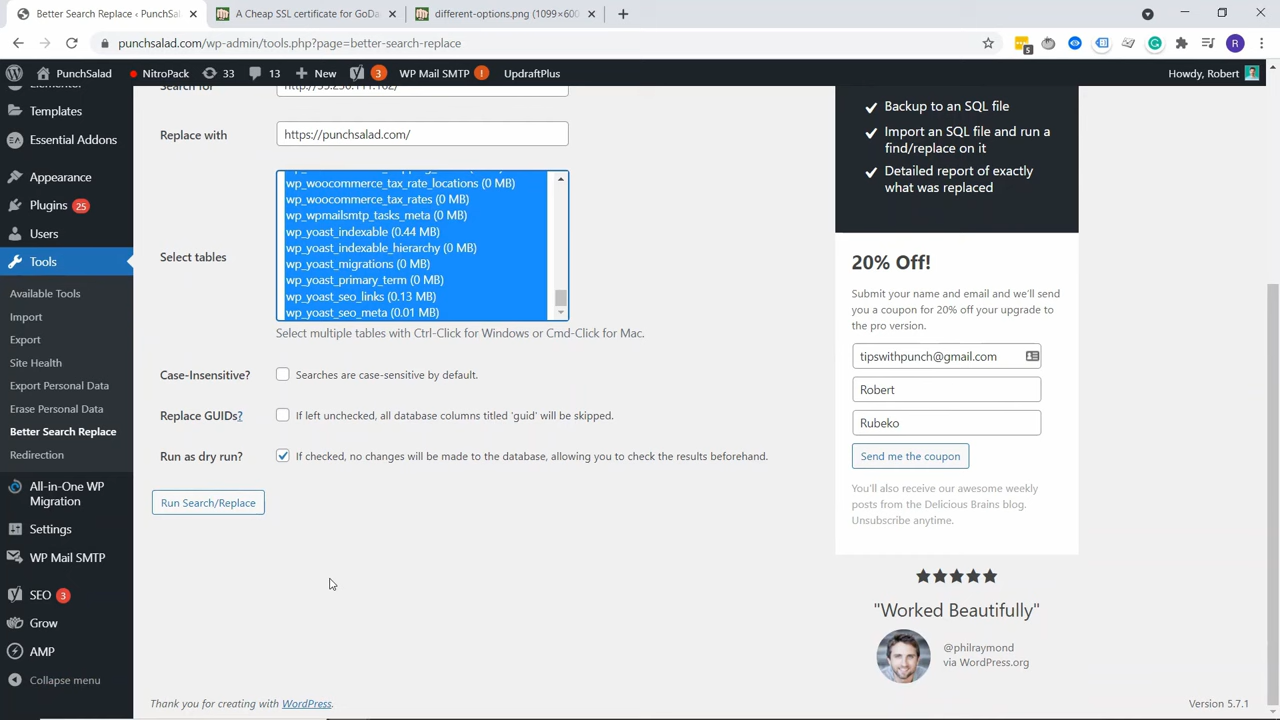 Better Search Replace ‹ PunchSal
A Cheap SSL certificate for GoDa
different-options.png (1099×600
punchsalad.com/wp-admin/tools.php?page=better-search-replace
5
R
PunchSalad
NitroPack
33
13
New
WP Mail SMTP
!
UpdraftPlus
Howdy, Robert
Elementor
Templates
Essential Addons
Appearance
Plugins 25
Users
Tools
Available Tools
Import
Export
Site Health
Export Personal Data
Erase Personal Data
Better Search Replace
Redirection
All-in-One WP
Migration
Settings
WP Mail SMTP
SEO 3
Grow
AMP
Collapse menu
Search for
Replace with
https://punchsalad.com/
Select tables
wp_woocommerce_tax_rate_locations (0 MB)
wp_woocommerce_tax_rates (0 MB)
wp_wpmailsmtp_tasks_meta (0 MB)
wp_yoast_indexable (0.44 MB)
wp_yoast_indexable_hierarchy (0 MB)
wp_yoast_migrations (0 MB)
wp_yoast_primary_term (0 MB)
wp_yoast_seo_links (0.13 MB)
wp_yoast_seo_meta (0.01 MB)
Select multiple tables with Ctrl-Click for Windows or Cmd-Click for Mac.
Case-Insensitive?
Searches are case-sensitive by default.
Replace GUIDs?
If left unchecked, all database columns titled 'guid' will be skipped.
Run as dry run?
If checked, no changes will be made to the database, allowing you to check the results beforehand.
Run Search/Replace
Backup to an SQL file
Import an SQL file and run a
find/replace on it
Detailed report of exactly
what was replaced
20% Off!
Submit your name and email and we'll send
you a coupon for 20% off your upgrade to
the pro version.
tipswithpunch@gmail.com
Robert
Rubeko
Send me the coupon
You'll also receive our awesome weekly
posts from the Delicious Brains blog.
Unsubscribe anytime.
"Worked Beautifully"
@philraymond
via WordPress.org
Thank you for creating with WordPress.
Version 5.7.1